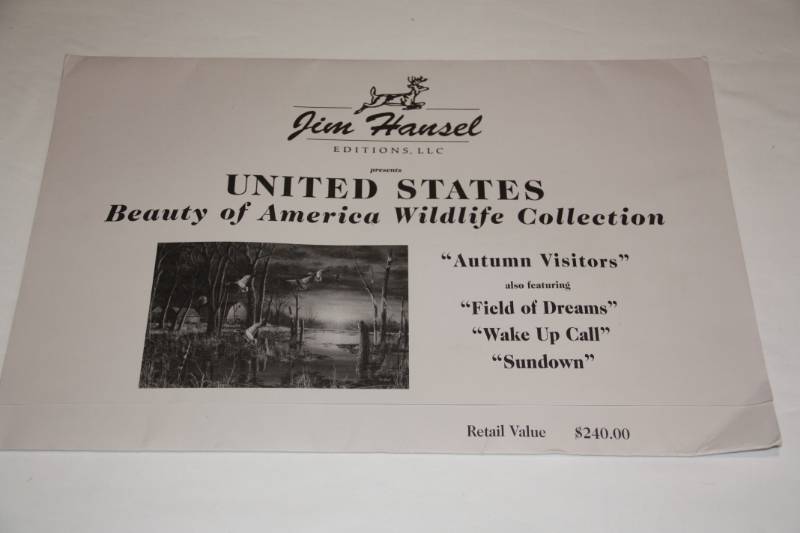 Jim Hansel
EDITIONS, LLC
presents
UNITED STATES
Beauty of America Wildlife Collection
“Autumn Visitors”
also featuring
“Field of Dreams”
“Wake Up Call”
“Sundown”
Retail Value $240.00